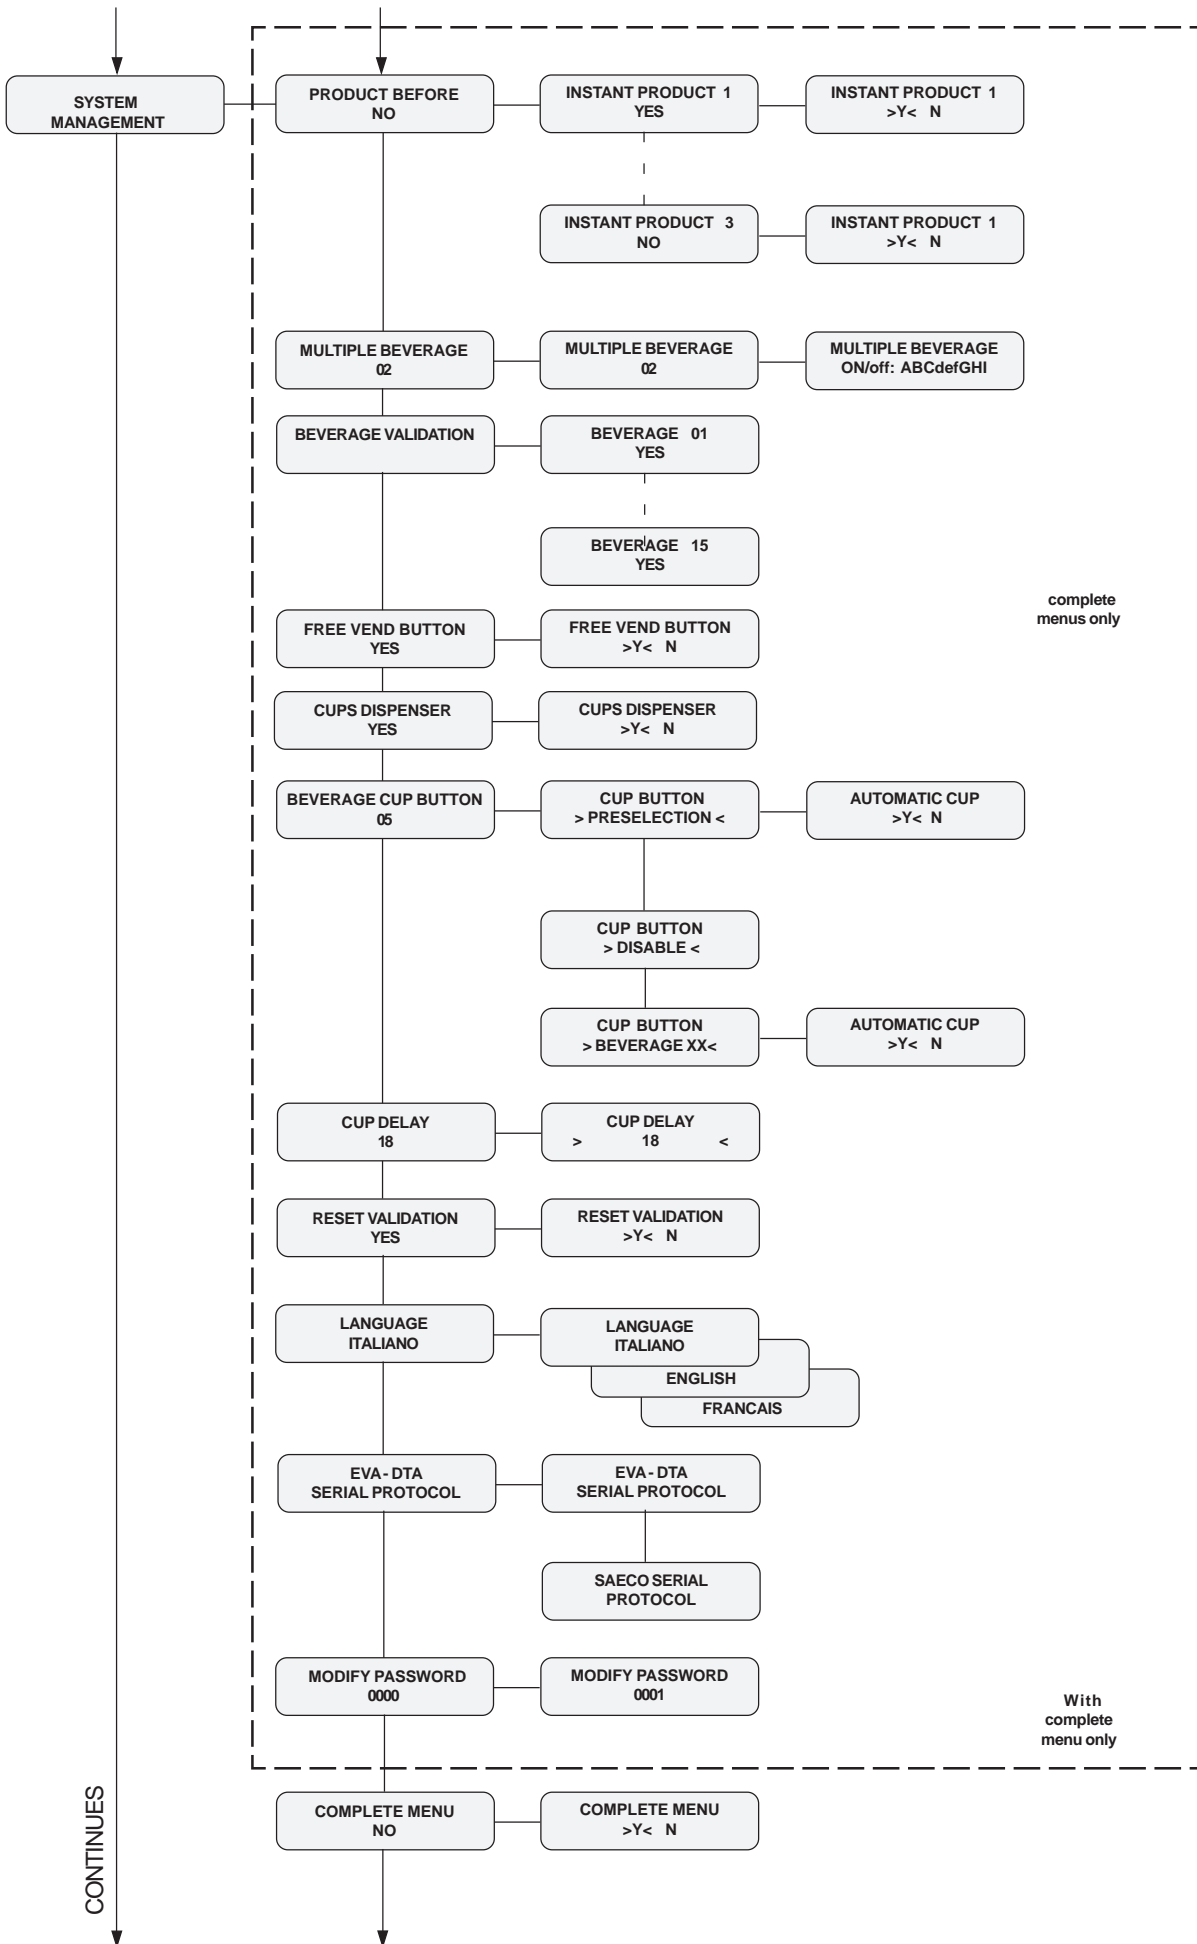 SYSTEM
MANAGEMENT
PRODUCT BEFORE
NO
INSTANT PRODUCT 1
YES
INSTANT PRODUCT 1
>Y< N
INSTANT PRODUCT 3
NO
INSTANT PRODUCT 1
>Y< N
MULTIPLE BEVERAGE
02
MULTIPLE BEVERAGE
02
MULTIPLE BEVERAGE
ON/off: ABCdefGHI
BEVERAGE VALIDATION
BEVERAGE 01
YES
BEVERAGE 15
YES
complete
menus only
FREE VEND BUTTON
YES
FREE VEND BUTTON
>Y< N
CUPS DISPENSER
YES
CUPS DISPENSER
>Y< N
BEVERAGE CUP BUTTON
05
CUP BUTTON
> PRESELECTION <
AUTOMATIC CUP
>Y< N
CUP BUTTON
> DISABLE <
CUP BUTTON
> BEVERAGE XX<
AUTOMATIC CUP
>Y< N
CUP DELAY
18
CUP DELAY
> 18 <
RESET VALIDATION
YES
RESET VALIDATION
>Y< N
LANGUAGE
ITALIANO
LANGUAGE
ITALIANO
ENGLISH
FRANCAIS
EVA - DTA
SERIAL PROTOCOL
EVA - DTA
SERIAL PROTOCOL
SAECO SERIAL
PROTOCOL
MODIFY PASSWORD
0000
MODIFY PASSWORD
0001
With
complete
menu only
COMPLETE MENU
NO
COMPLETE MENU
>Y< N
CONTINUES